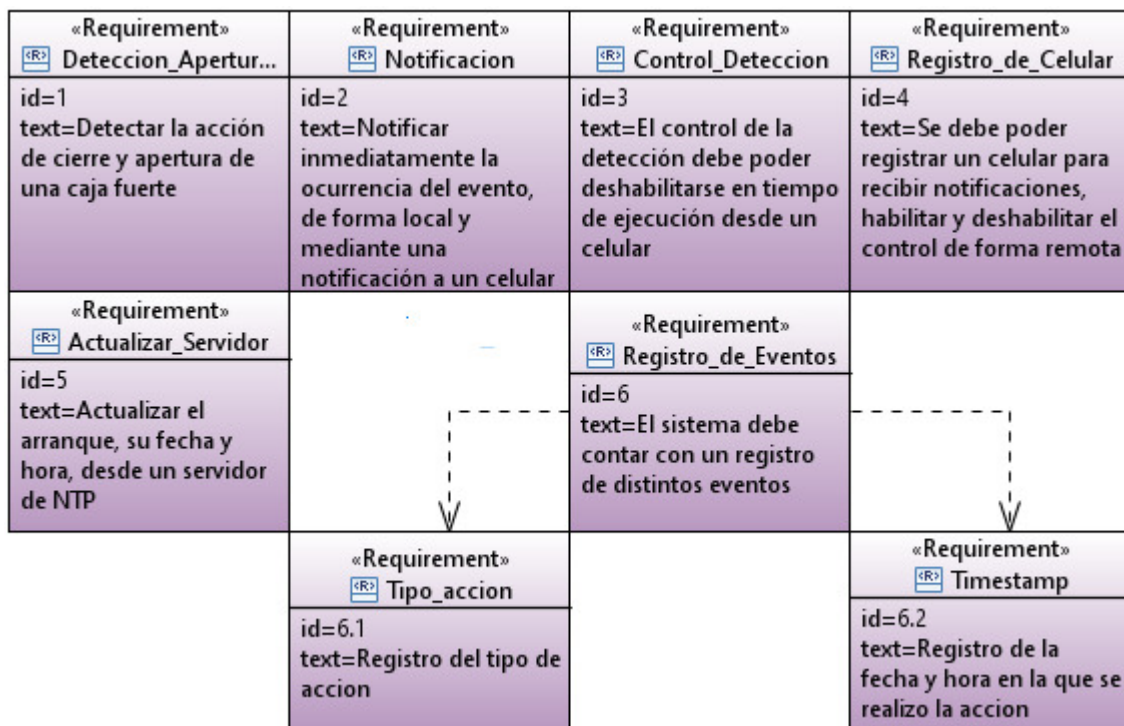 «Requirement»
Deteccion_Apertur...
id=1
text=Detectar la acción
de cierre y apertura de
una caja fuerte
«Requirement»
Notificacion
id=2
text=Notificar
inmediatamente la
ocurrencia del evento,
de forma local y
mediante una
notificación a un celular
«Requirement»
Control_Deteccion
id=3
text=El control de la
detección debe poder
deshabilitarse en tiempo
de ejecución desde un
celular
«Requirement»
Registro_de_Celular
id=4
text=Se debe poder
registrar un celular para
recibir notificaciones,
habilitar y deshabilitar el
control de forma remota
«Requirement»
Actualizar_Servidor
id=5
text=Actualizar el
arranque, su fecha y
hora, desde un servidor
de NTP
«Requirement»
Registro_de_Eventos
id=6
text=El sistema debe
contar con un registro
de distintos eventos
«Requirement»
Tipo_accion
id=6.1
text=Registro del tipo de
accion
«Requirement»
Timestamp
id=6.2
text=Registro de la
fecha y hora en la que se
realizo la accion